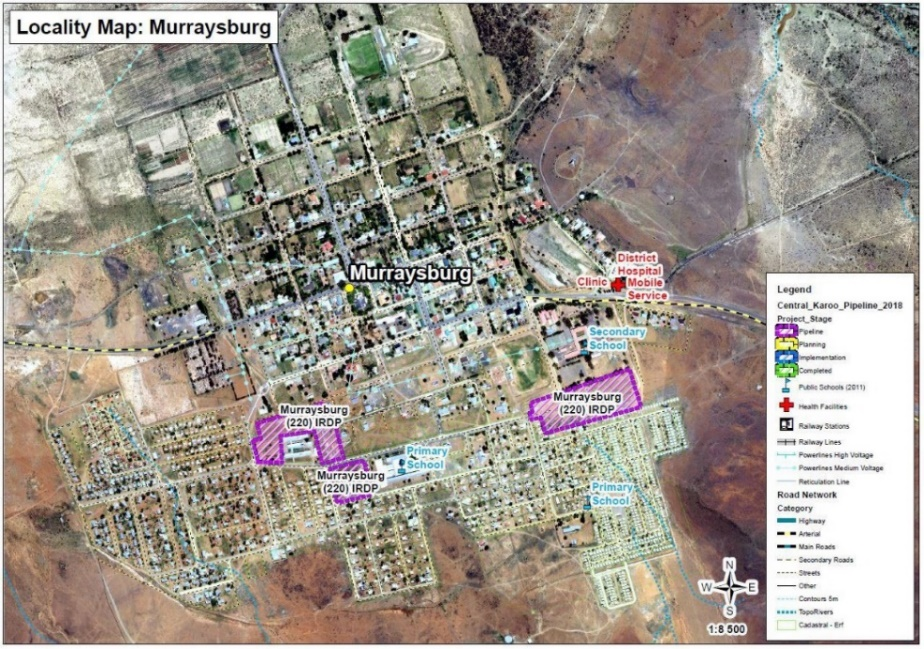 Locality Map: Murraysburg
Murraysburg
District
Hospital
Clinic Mobile
Service
Secondary
School
Murraysburg
(220) IRDP
Murraysburg
(220) IRDP
Murraysburg
(220) IRDP
Primary
School
Primary
School
N
W E
S
1:8 500
Legend
Central_Karoo_Pipeline_2018
Project_Stage
Pipeline
Planning
Implementation
Completed
Public Schools (2011)
Health Facilities
Railway Stations
Railway Lines
Powerlines High Voltage
Powerlines Medium Voltage
Reticulation Line
Road Network
Category
Highway
Arterial
Main Roads
Secondary Roads
Streets
Other
Contours 5m
TopoRivers
Cadastral - Erf